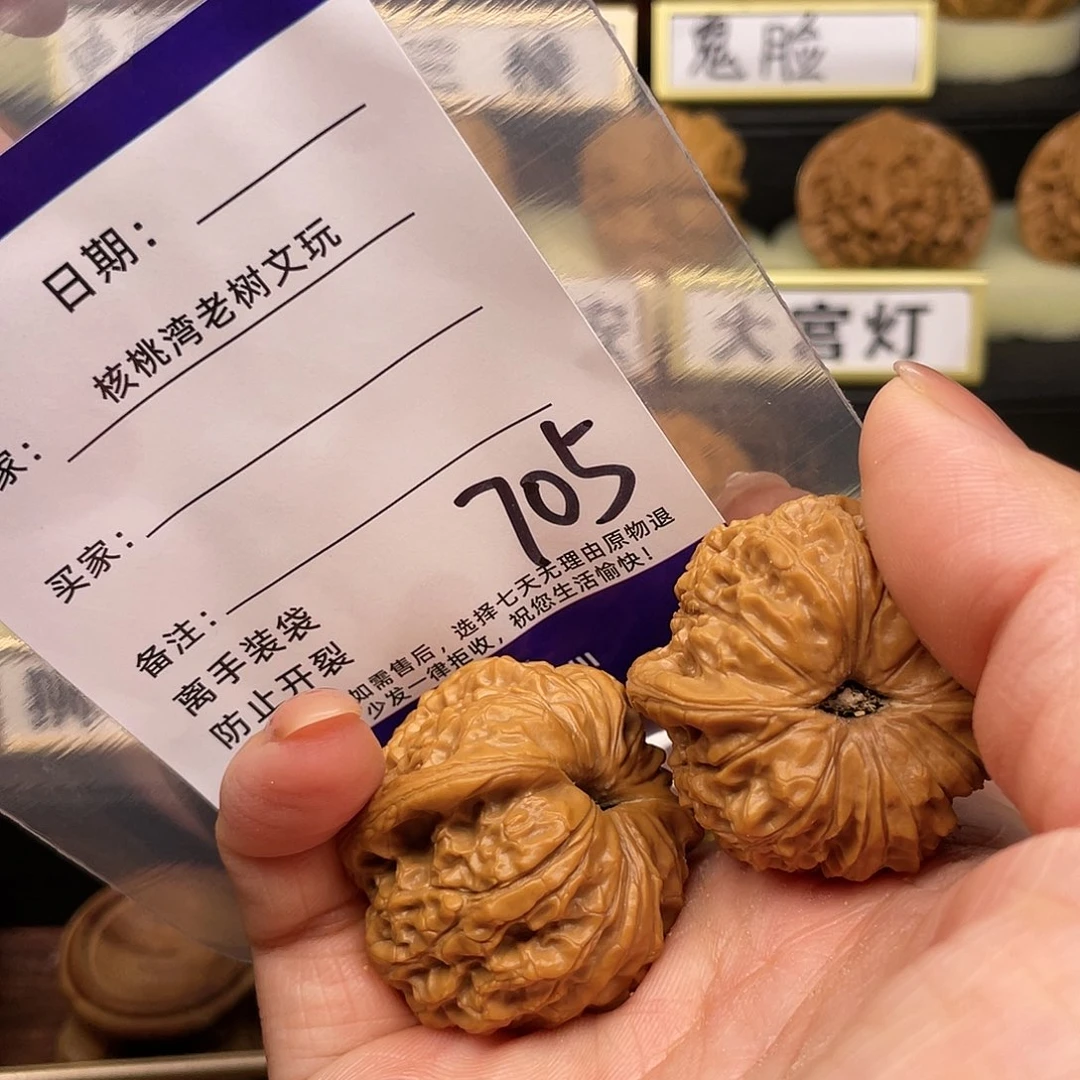 鬼脸
大宫灯
日期：
核桃湾老树文玩
家：
买家：
705
备注：
离手装袋
防止开裂
如需售后，选择七天无理由原物退
少发一律拒收，祝您生活愉快！